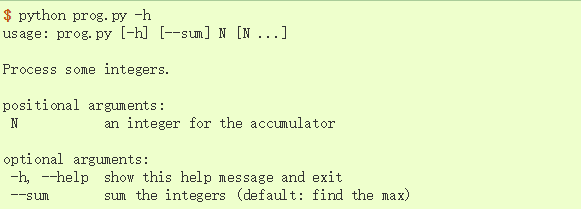 $ python prog.py -h
usage: prog.py [-h] [--sum] N [N ...]
Process some integers.
positional arguments:
N an integer for the accumulator
optional arguments:
-h, --help show this help message and exit
--sum sum the integers (default: find the max)